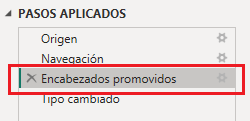 PASOS APLICADOS
Origen
Navegación
Encabezados promovidos
Tipo cambiado